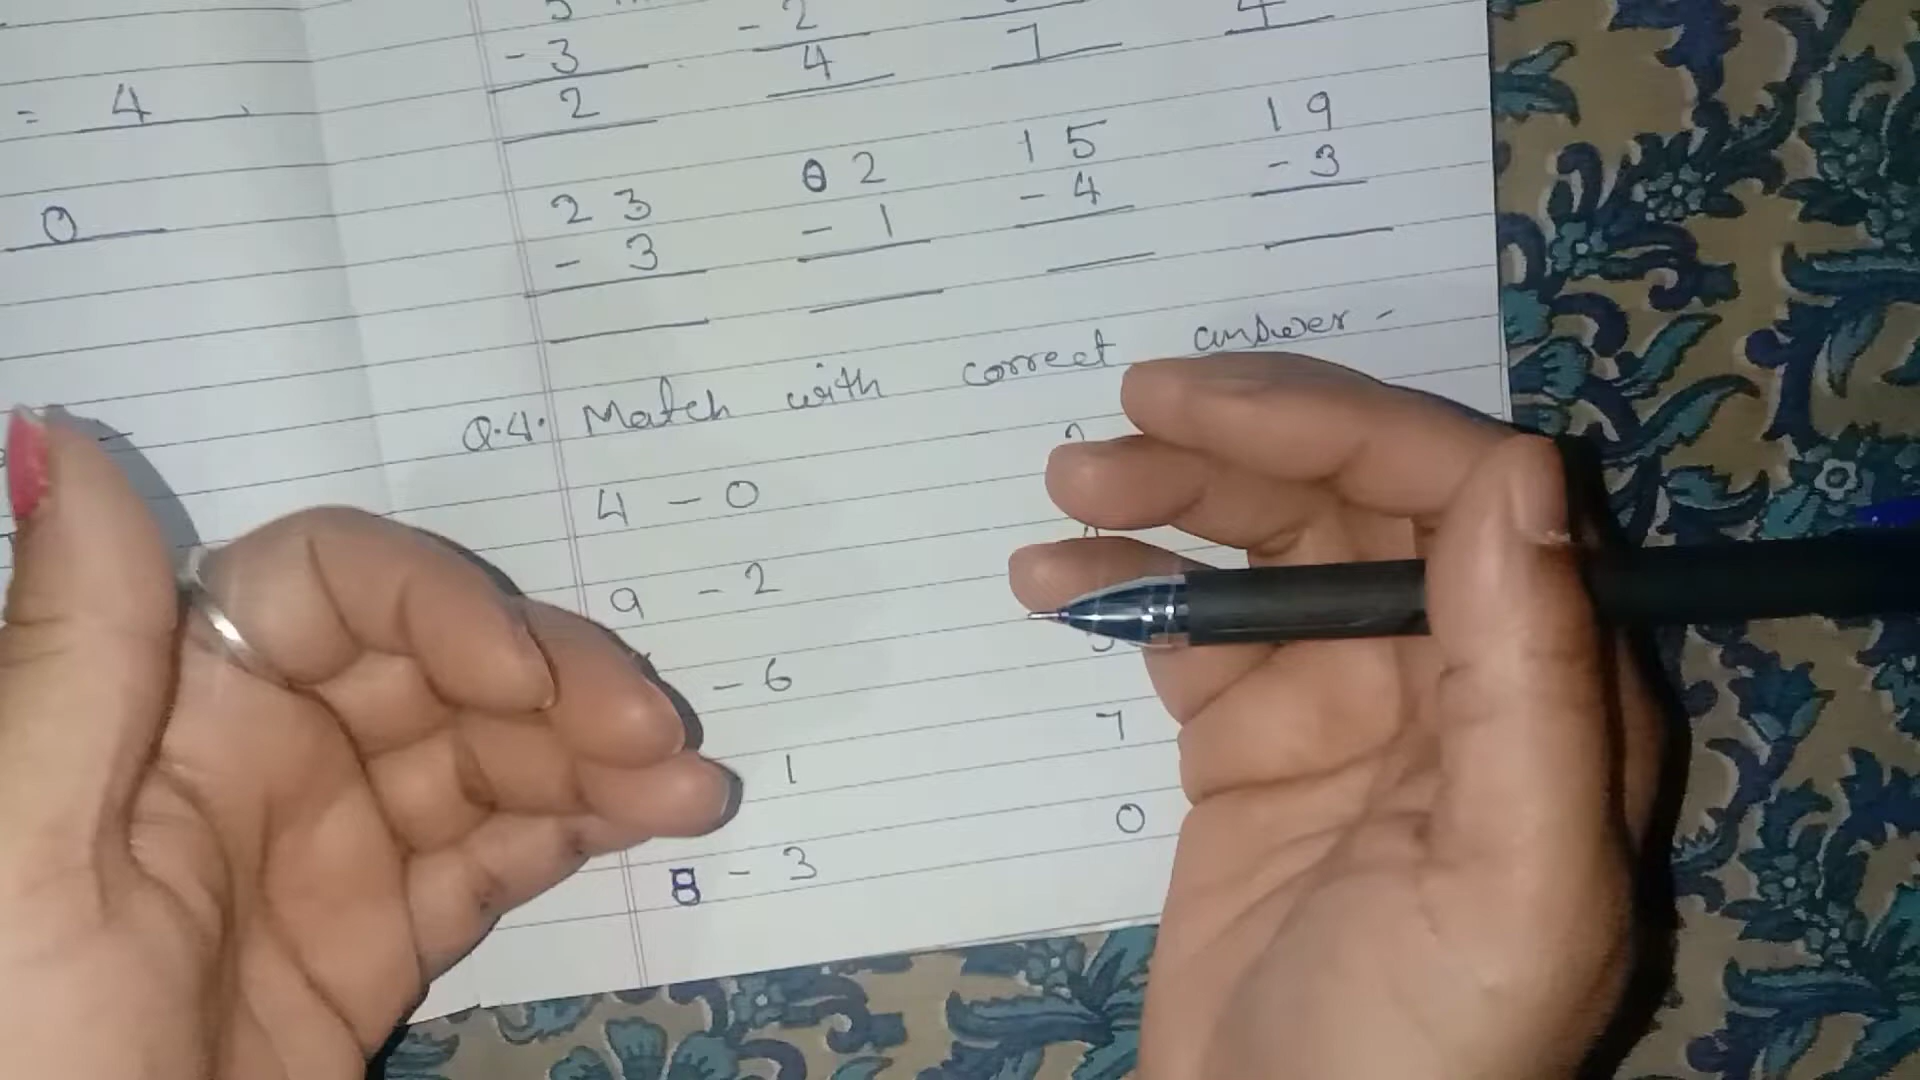 - 3 - 2
= 4 2 4 7 4
0 2 3 0 2 1 5 1 9
- 3 - 1 - 4 - 3
Q.4. Match with correct answer -
4 - 0
9 - 2
- 6
1 7
8 - 3 0